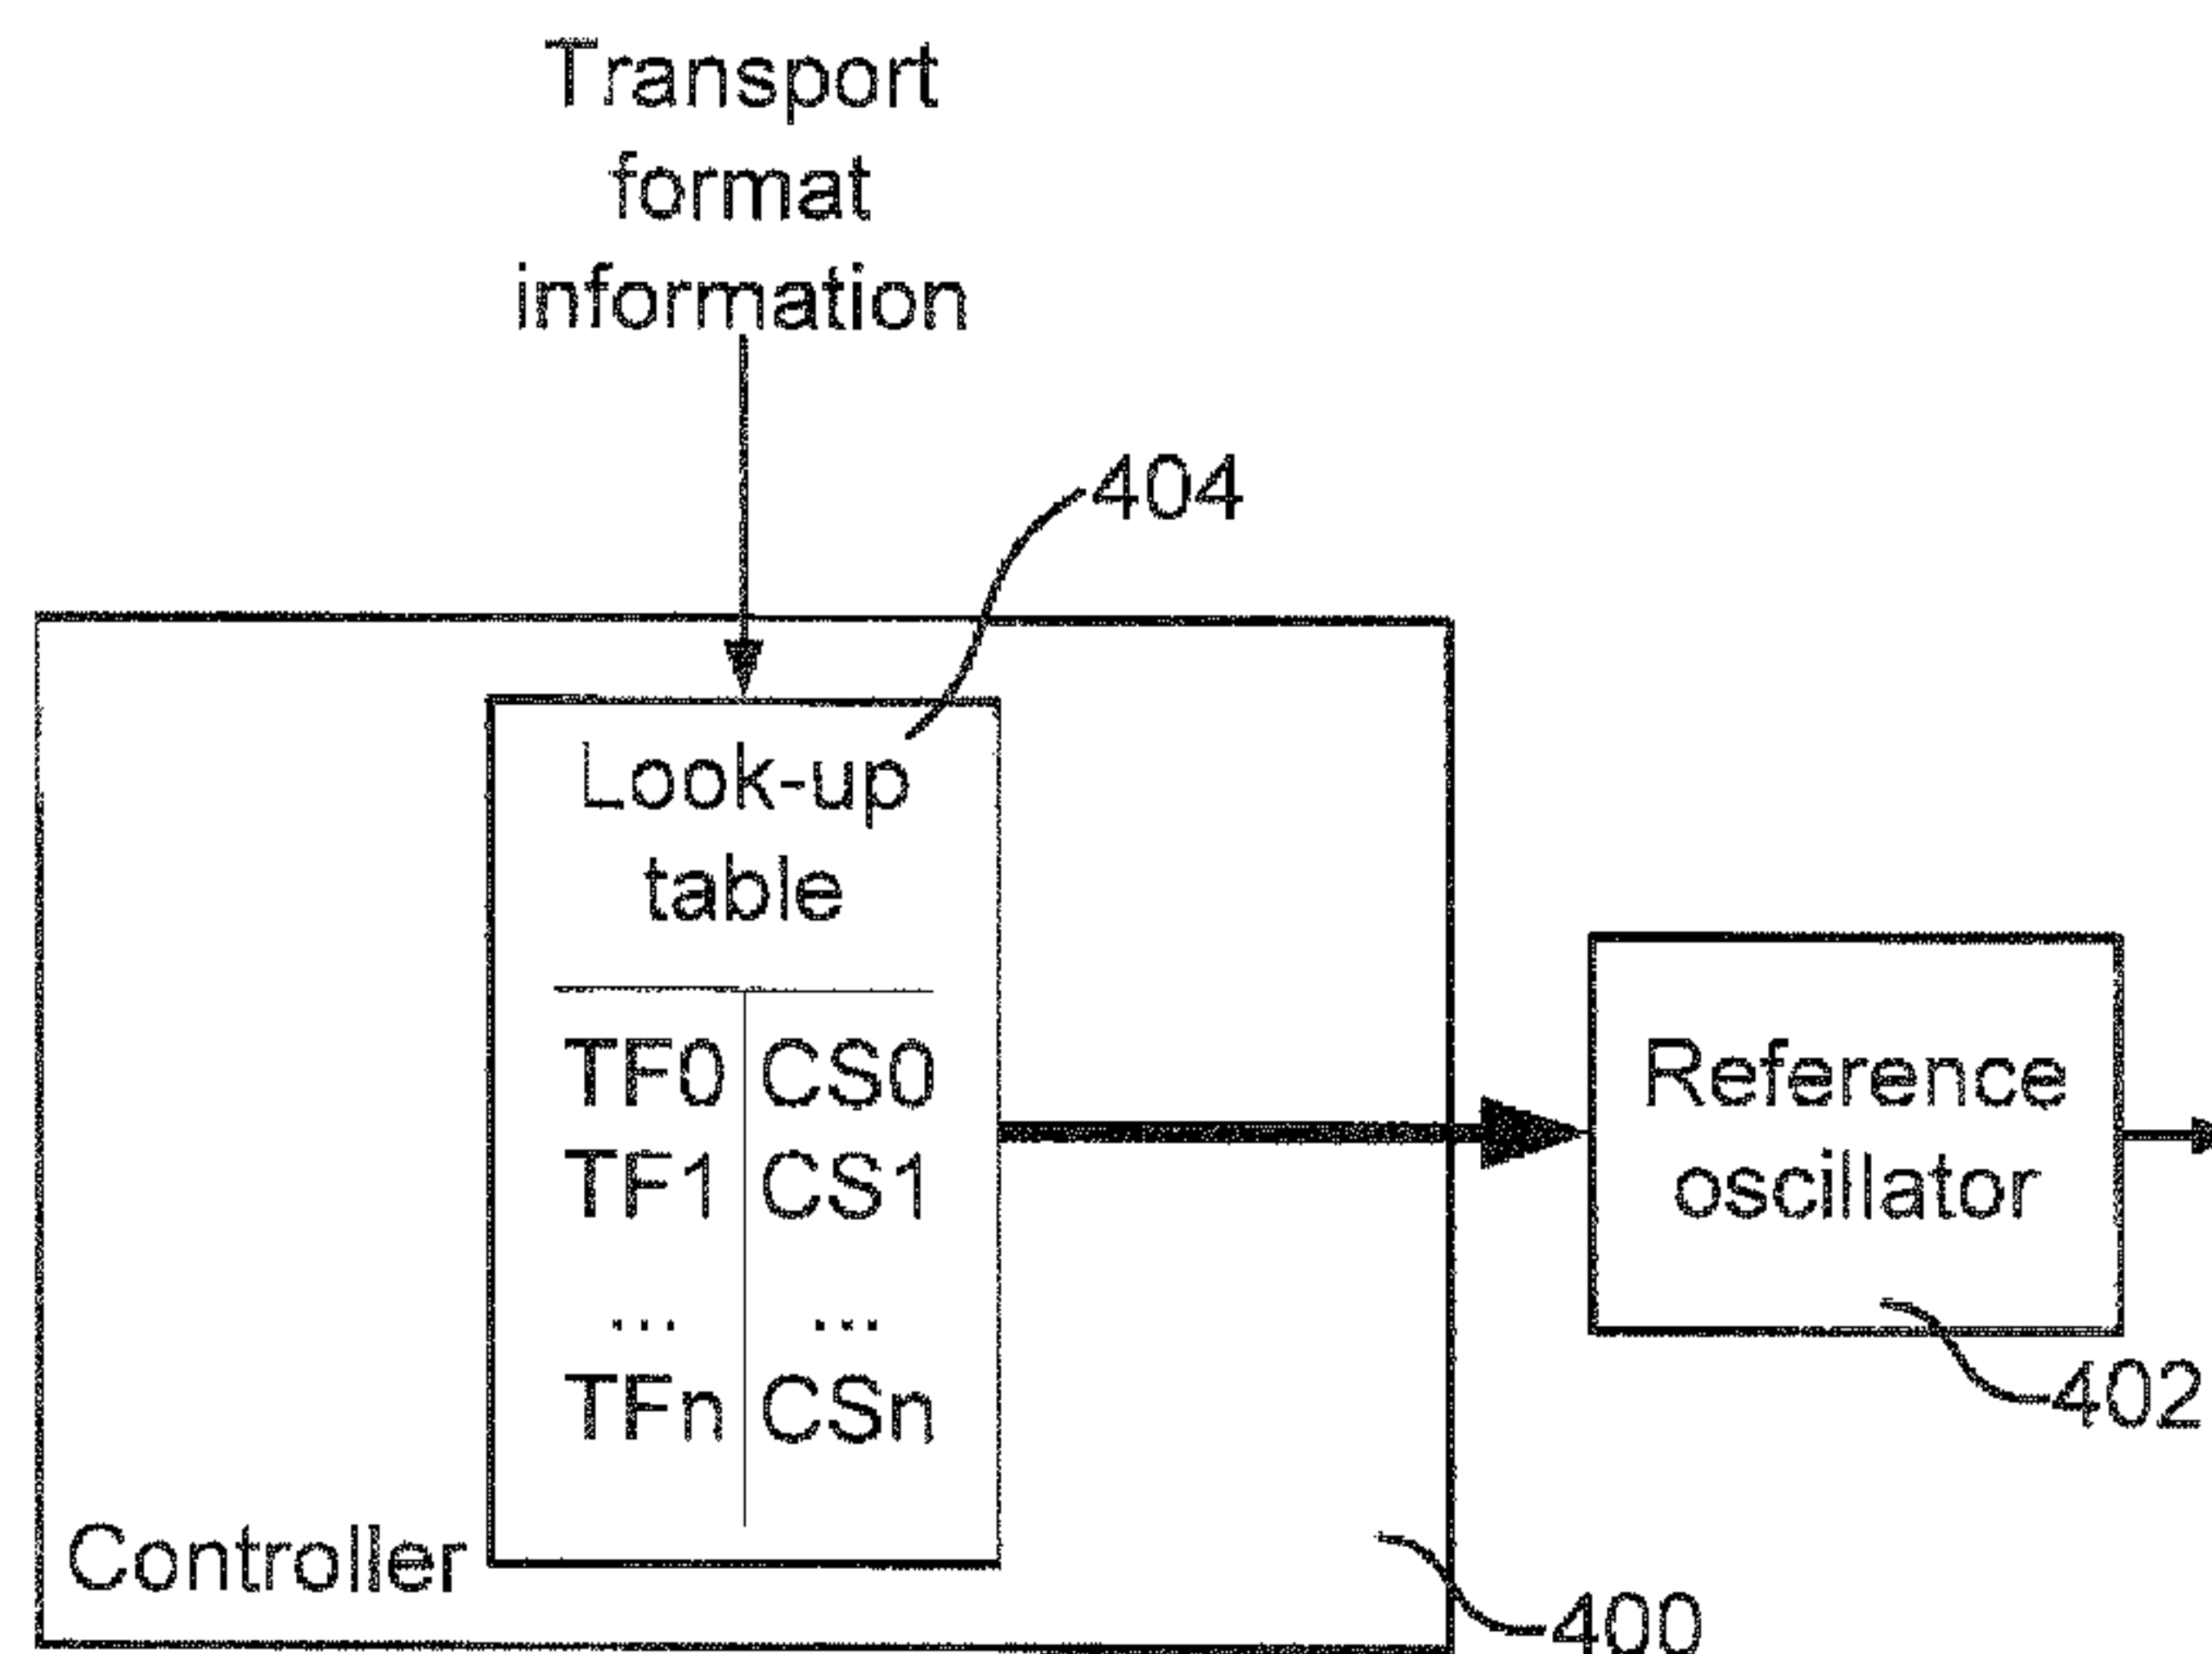 Transport
format
information
404
Look-up
table
TF0 CS0
TF1 CS1
... ...
TFn CSn
Reference
oscillator
402
Controller
400